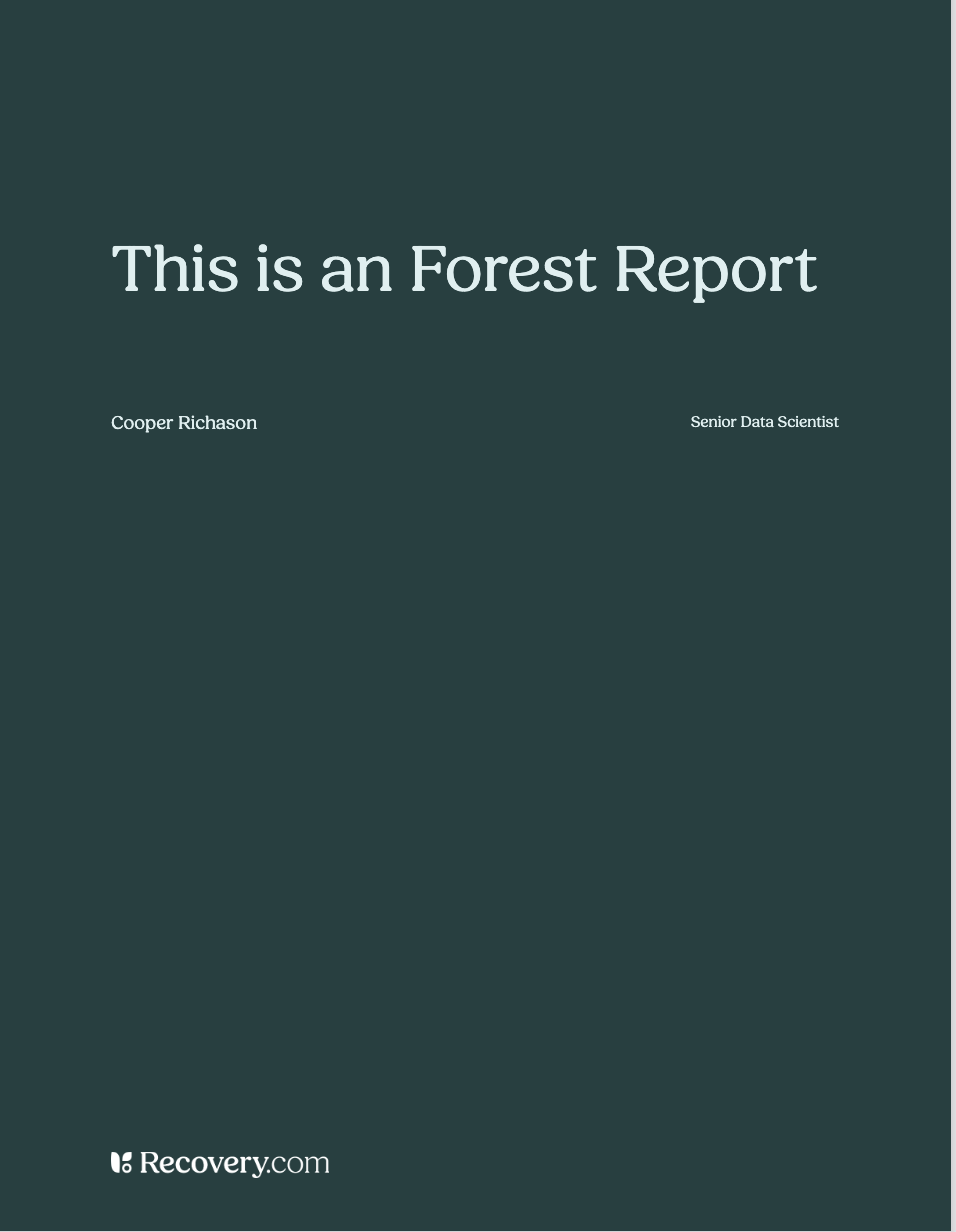 This is an Forest Report
Cooper Richason
Senior Data Scientist
Recovery.com